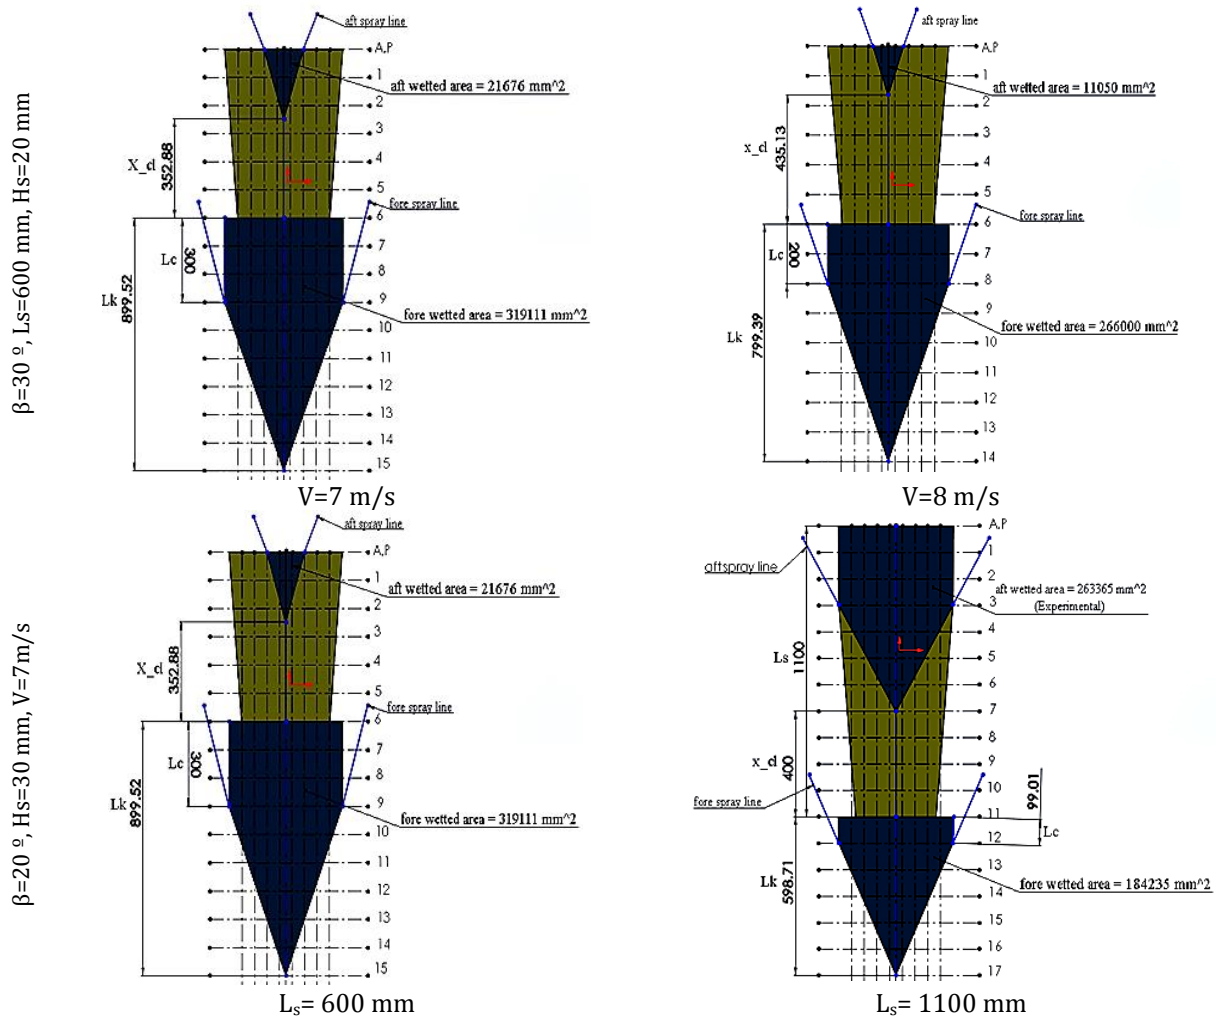 β=30 º, Ls=600 mm, Hs=20 mm
aft spray line
A.P
1
aft wetted area = 21676 mm^2
2
3
X_d
352.88
4
5
fore spray line
6
7
Lc
300
8
9
Lk
899.52
fore wetted area = 319111 mm^2
10
11
12
13
14
15
V=7 m/s
aft spray line
A.P
1
aft wetted area = 11050 mm^2
2
3
x_d
435.13
4
5
fore spray line
6
7
Lc
200
8
9
Lk
799.39
fore wetted area = 266000 mm^2
10
11
12
13
14
V=8 m/s
β=20 º, Hs=30 mm, V=7m/s
aft spray line
A.P
1
aft wetted area = 21676 mm^2
2
3
X_d
352.88
4
5
fore spray line
6
7
Lc
300
8
9
Lk
899.52
fore wetted area = 319111 mm^2
10
11
12
13
14
15
Ls= 600 mm
A.P
1
aftspray line
2
aft wetted area = 263365 mm^2
(Experimental)
3
4
Ls
1100
5
6
7
8
x_d
400
9
10
fore spray line
99.01
11
12
Lc
13
Lk
598.71
fore wetted area = 184235 mm^2
14
15
16
17
Ls= 1100 mm